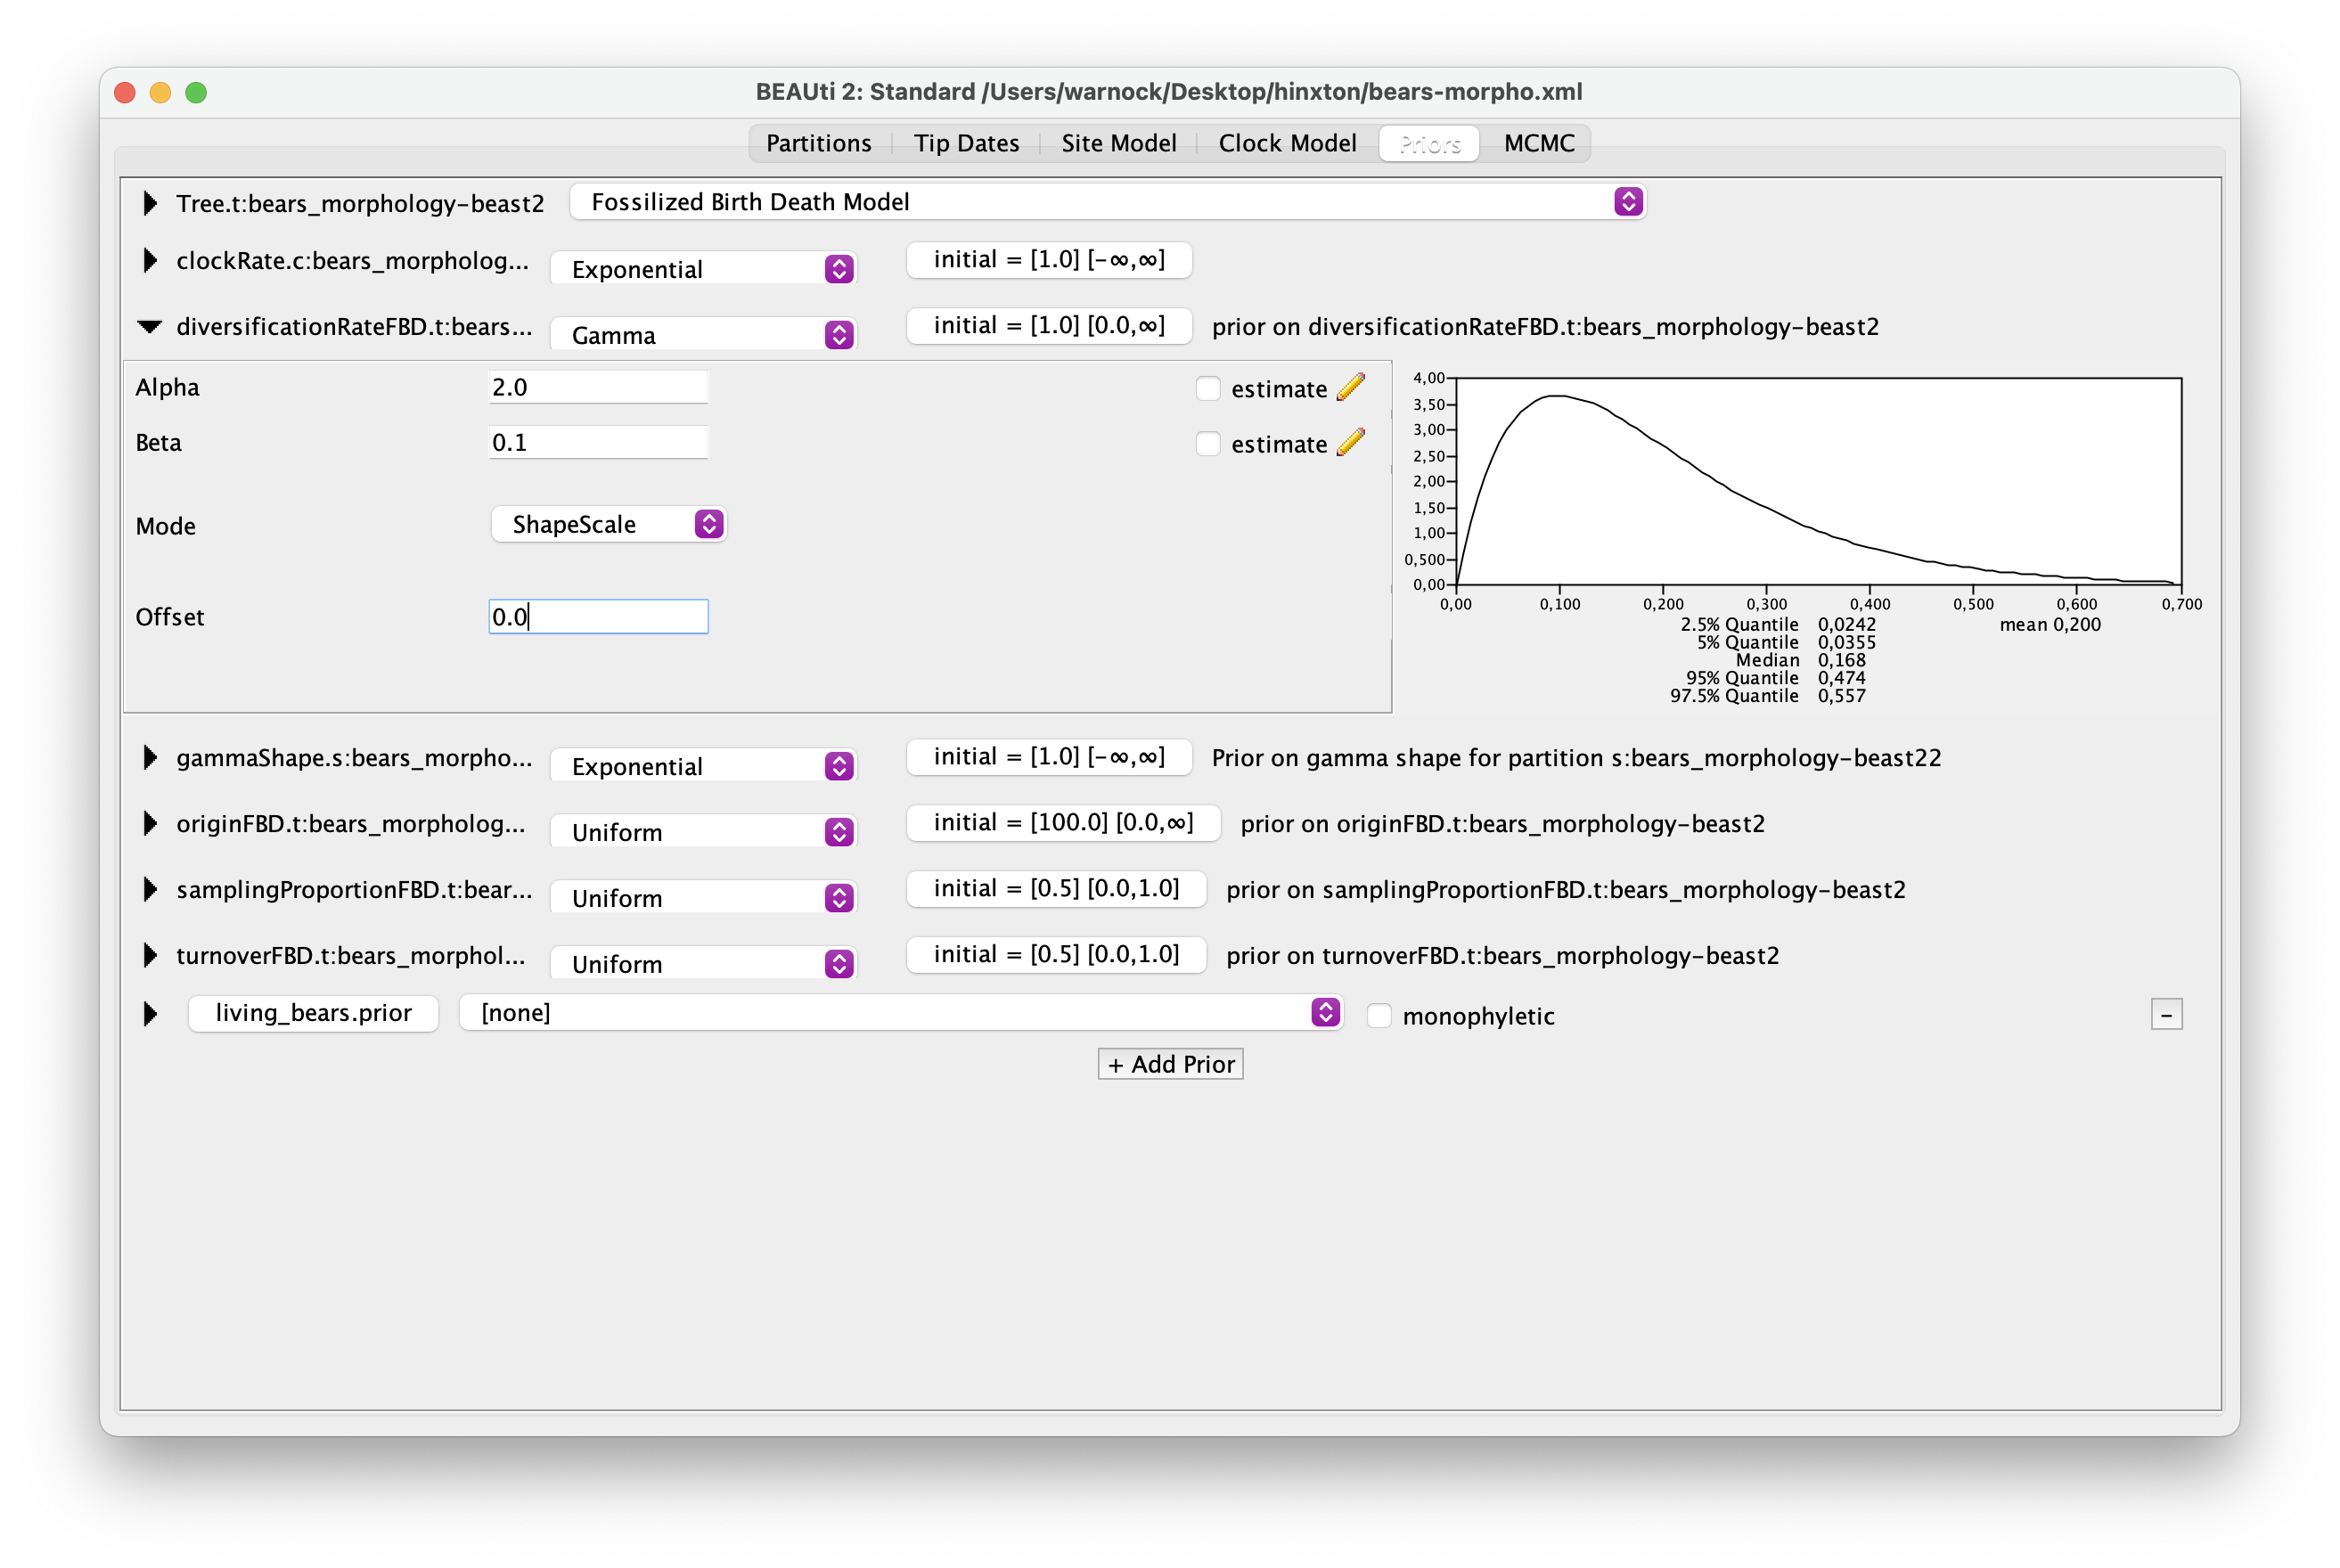 BEAUti 2: Standard /Users/warnock/Desktop/hinxton/bears-morpho.xml
Partitions Tip Dates Site Model Clock Model Priors MCMC
Tree.t:bears_morphology-beast2 Fossilized Birth Death Model
clockRate.c:bears_morpholog... Exponential initial = [1.0] [-∞,∞]
diversificationRateFBD.t:bears... Gamma initial = [1.0] [0.0,∞] prior on diversificationRateFBD.t:bears_morphology-beast2
Alpha 2.0 estimate
Beta 0.1 estimate
Mode ShapeScale
Offset 0.0
4,00
3,50
3,00
2,50
2,00
1,50
1,00
0,500
0,00
0,00 0,100 0,200 0,300 0,400 0,500 0,600 0,700
2.5% Quantile 0,0242 mean 0,200
5% Quantile 0,0355
Median 0,168
95% Quantile 0,474
97.5% Quantile 0,557
gammaShape.s:bears_morpho... Exponential initial = [1.0] [-∞,∞] Prior on gamma shape for partition s:bears_morphology-beast22
originFBD.t:bears_morpholog... Uniform initial = [100.0] [0.0,∞] prior on originFBD.t:bears_morphology-beast2
samplingProportionFBD.t:bear... Uniform initial = [0.5] [0.0,1.0] prior on samplingProportionFBD.t:bears_morphology-beast2
turnoverFBD.t:bears_morphol... Uniform initial = [0.5] [0.0,1.0] prior on turnoverFBD.t:bears_morphology-beast2
living_bears.prior [none] monophyletic -
+ Add Prior